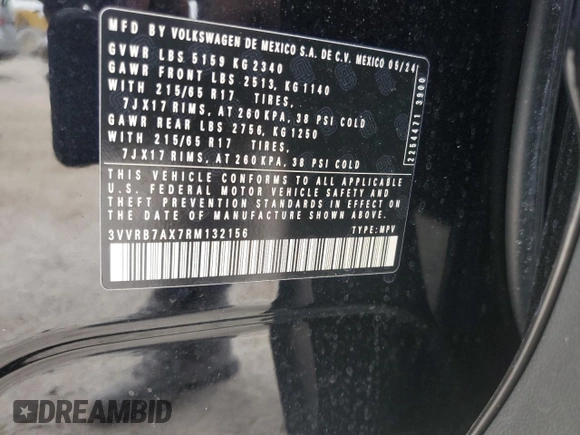 MFD BY VOLKSWAGEN DE MEXICO S.A. DE C.V. MEXICO 05/24
GVWR LBS 5159 KG 2340
GAWR FRONT LBS 2513, KG 1140
WITH 215/65 R17 TIRES,
7JX17 RIMS, AT 260 KPA, 38 PSI COLD
GAWR REAR LBS 2756, KG 1250
WITH 215/65 R17 TIRES,
7JX17 RIMS, AT 260 KPA, 38 PSI COLD
THIS VEHICLE CONFORMS TO ALL APPLICABLE
U.S. FEDERAL MOTOR VEHICLE SAFETY AND
THEFT PREVENTION STANDARDS IN EFFECT ON
THE DATE OF MANUFACTURE SHOWN ABOVE
3VVRB7AX7RM132156 TYPE: MPV
2254471 3900
DREAMBID